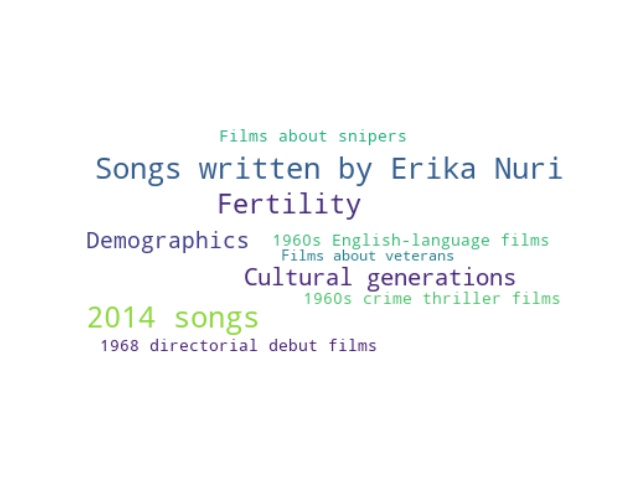 Films about snipers
Songs written by Erika Nuri
Fertility
Demographics
1960s English-language films
Films about veterans
Cultural generations
1960s crime thriller films
2014 songs
1968 directorial debut films